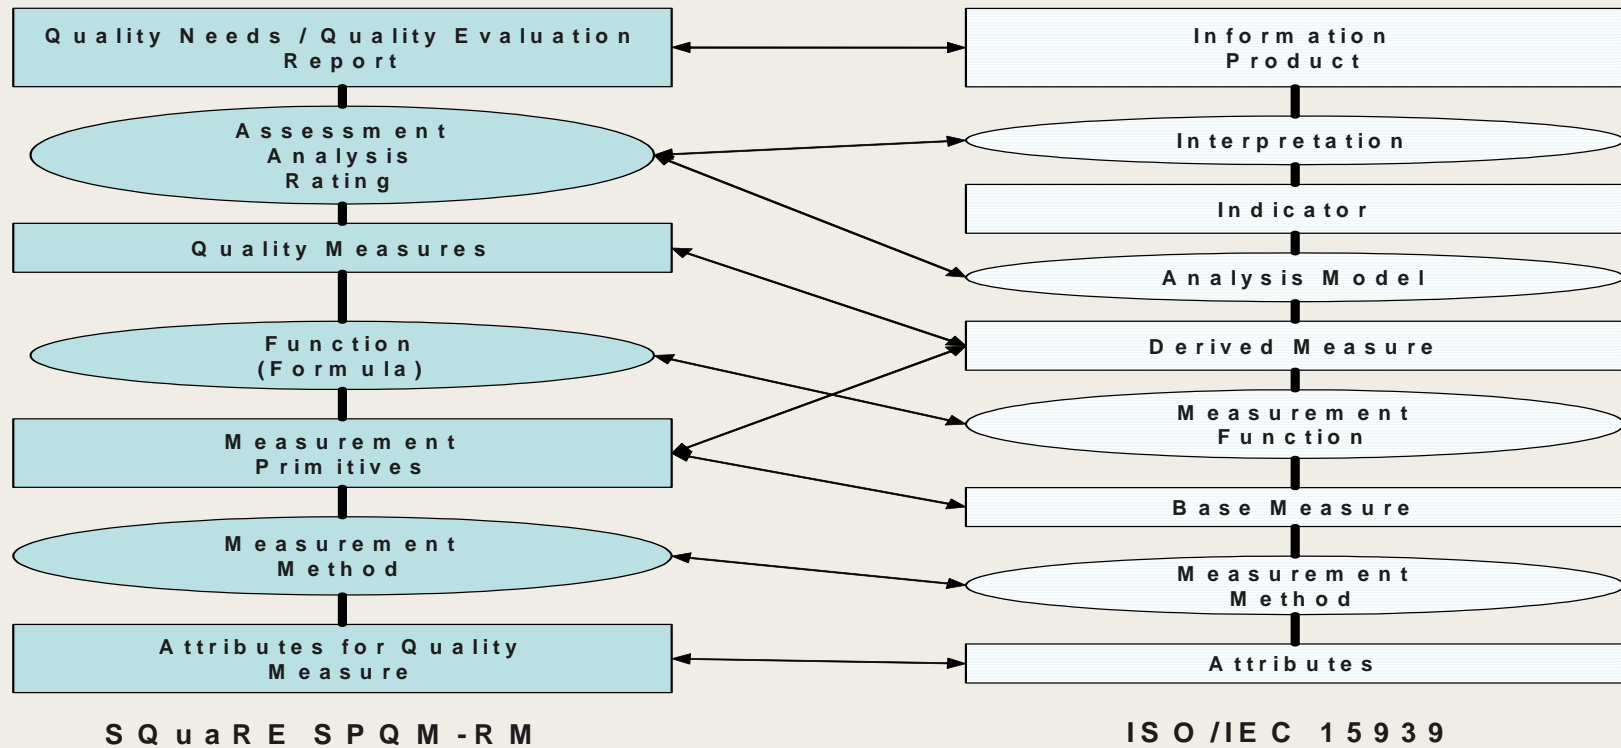 Quality Needs / Quality Evaluation
Report
Assessment
Analysis
Rating
Quality Measures
Function
(Formula)
Measurement
Primitives
Measurement
Method
Attributes for Quality
Measure
SQuaRE SPQM-RM
Information
Product
Interpretation
Indicator
Analysis Model
Derived Measure
Measurement
Function
Base Measure
Measurement
Method
Attributes
ISO/IEC 15939